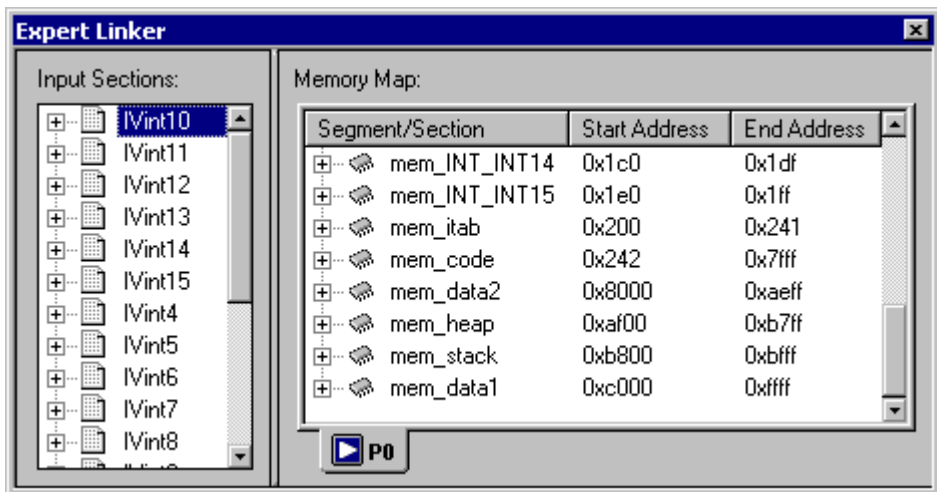 Expert Linker
Input Sections:
IVint10
IVint11
IVint12
IVint13
IVint14
IVint15
IVint4
IVint5
IVint6
IVint7
IVint8
Memory Map:
Segment/Section Start Address End Address
mem_INT_INT14 0x1c0 0x1df
mem_INT_INT15 0x1e0 0x1ff
mem_itab 0x200 0x241
mem_code 0x242 0x7fff
mem_data2 0x8000 0xaeff
mem_heap 0xaf00 0xb7ff
mem_stack 0xb800 0xbfff
mem_data1 0xc000 0xffff
P0